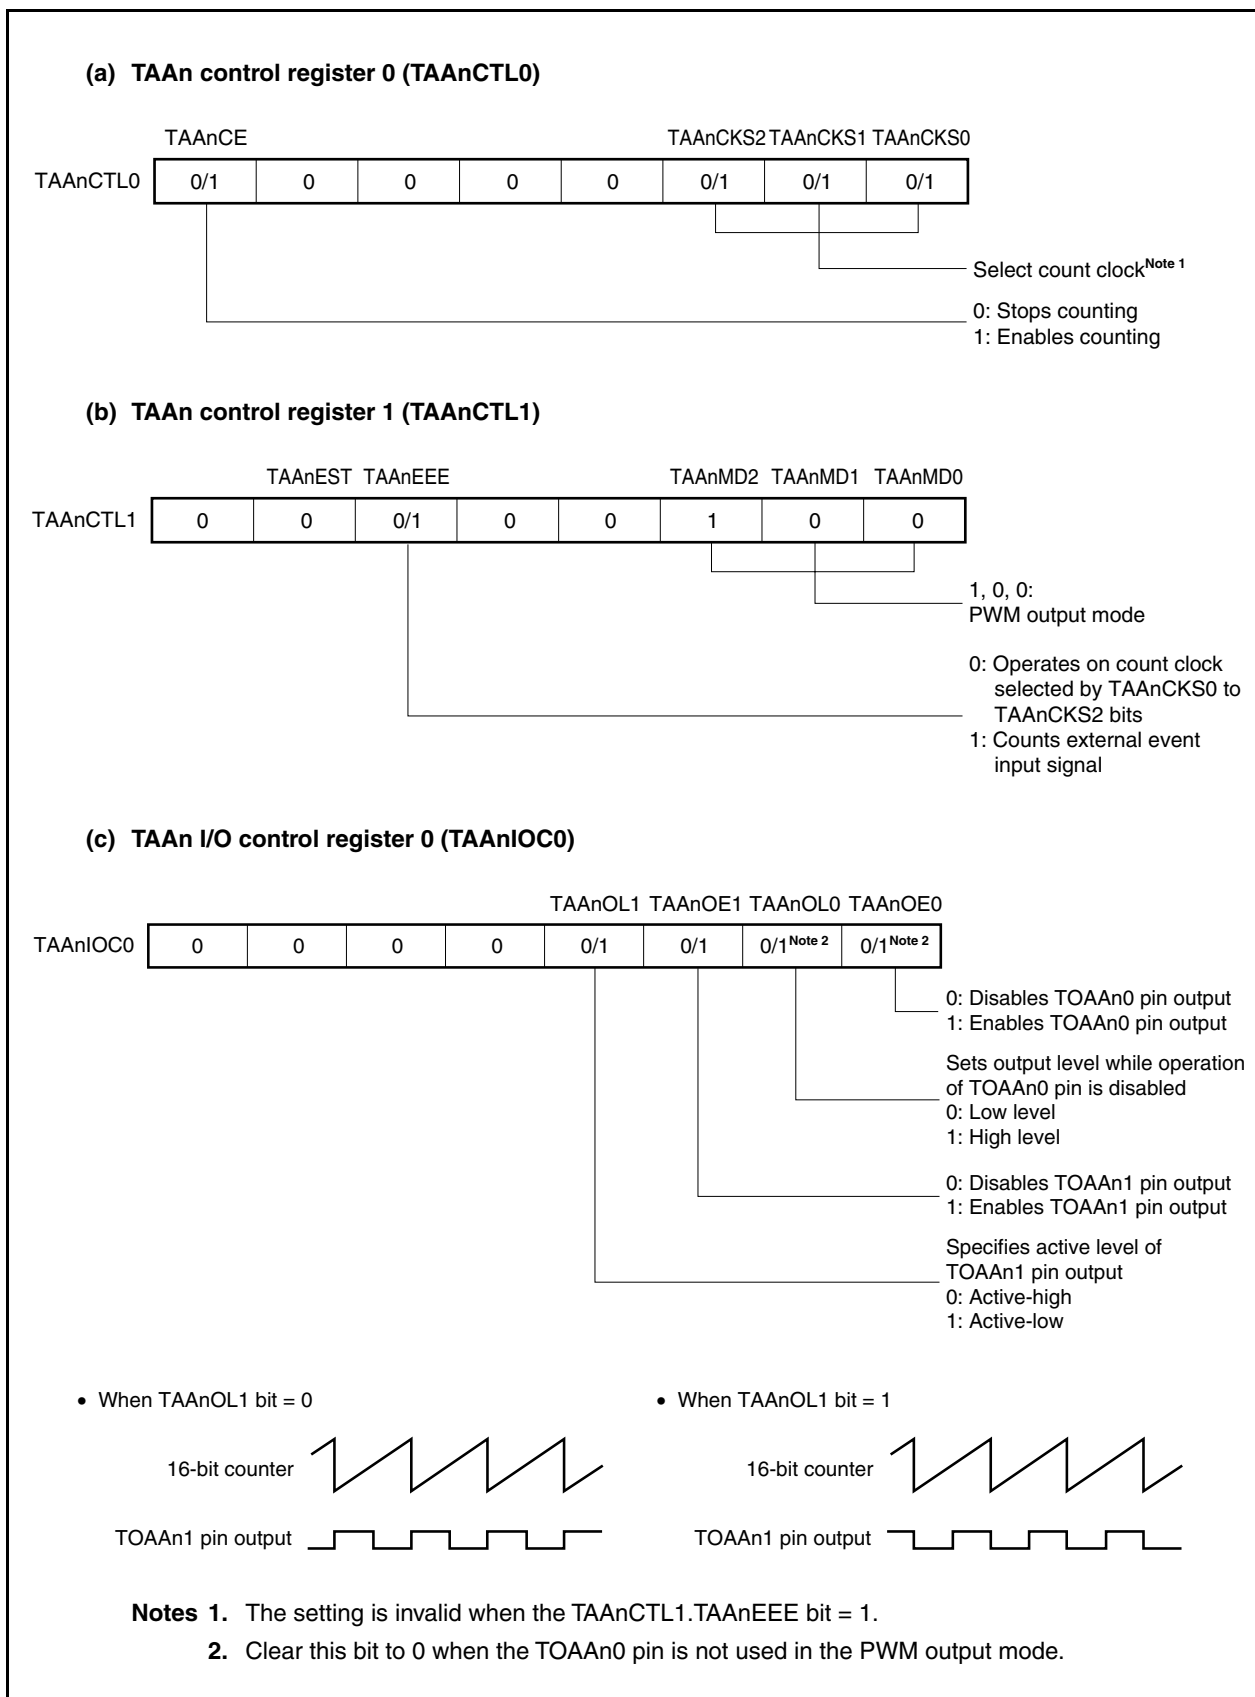 (a) TAAn control register 0 (TAAnCTL0)
TAAnCE TAAnCKS2 TAAnCKS1 TAAnCKS0
TAAnCTL0 0/1 0 0 0 0 0/1 0/1 0/1
Select count clock Note 1
0: Stops counting
1: Enables counting
(b) TAAn control register 1 (TAAnCTL1)
TAAnEST TAAnEEE TAAnMD2 TAAnMD1 TAAnMD0
TAAnCTL1 0 0 0/1 0 0 1 0 0
1, 0, 0:
PWM output mode
0: Operates on count clock
selected by TAAnCKS0 to
TAAnCKS2 bits
1: Counts external event
input signal
(c) TAAn I/O control register 0 (TAAnIOC0)
TAAnOL1 TAAnOE1 TAAnOL0 TAAnOE0
TAAnIOC0 0 0 0 0 0/1 0/1 0/1 Note 2 0/1 Note 2
0: Disables TOAAn0 pin output
1: Enables TOAAn0 pin output
Sets output level while operation
of TOAAn0 pin is disabled
0: Low level
1: High level
0: Disables TOAAn1 pin output
1: Enables TOAAn1 pin output
Specifies active level of
TOAAn1 pin output
0: Active-high
1: Active-low
• When TAAnOL1 bit = 0
16-bit counter
TOAAn1 pin output
• When TAAnOL1 bit = 1
16-bit counter
TOAAn1 pin output
Notes 1. The setting is invalid when the TAAnCTL1.TAAnEEE bit = 1.
2. Clear this bit to 0 when the TOAAn0 pin is not used in the PWM output mode.